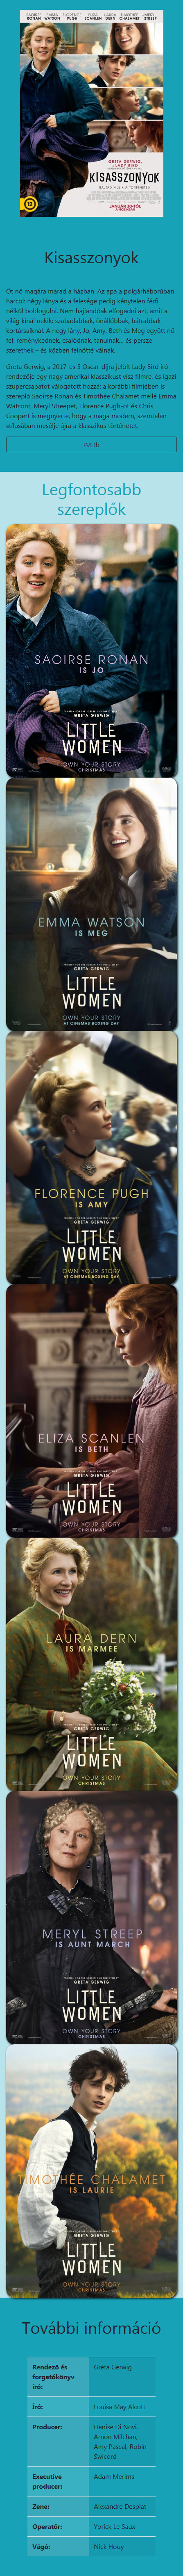 SAOIRSE RONAN EMMA WATSON FLORENCE PUGH ELIZA SCANLEN LAURA DERN TIMOTHÉE CHALAMET MERYL STREEP
GRETA GERWIG,
A LADY BIRD
KISASSZONYOK
JANUÁR 30-TÓL
A MOZIKBAN
Kisasszonyok
Öt nő magára marad a házban. Az apa a polgárháborúban
harcol: négy lánya és a felesége pedig kénytelen férfi
nélkül boldogulni. Nem hajlandóak elfogadni azt, amit a
világ kínál nekik: szabadabbak, önállóbbak, bátrabbak
kortársaiknál. A négy lány, Jo, Amy, Beth és Meg együtt nő
fel: reménykednek, csalódnak, tanulnak... és persze
szeretnek – és közben felnőtté válnak.
Greta Gerwig, a 2017-es 5 Oscar-díjra jelölt Lady Bird író-
rendezője egy nagy amerikai klasszikust visz filmre, és igazi
szupercsapatot válogatott hozzá: a korábbi filmjeiben is
szereplő Saoirse Ronan és Timothée Chalamet mellé Emma
Watsont, Meryl Streepet, Florence Pugh-ot és Chris
Coopert is megnyerte, hogy a maga modern, szemtelen
stílusában mesélje újra a klasszikus történetet.
IMDb
Legfontosabb
szereplők
SAOIRSE RONAN
IS JO
GRETA GERWIG
LITTLE
WOMEN
OWN YOUR STORY
CHRISTMAS
EMMA WATSON
IS MEG
GRETA GERWIG
LITTLE
WOMEN
OWN YOUR STORY
AT CINEMAS BOXING DAY
FLORENCE PUGH
IS AMY
GRETA GERWIG
LITTLE
WOMEN
OWN YOUR STORY
AT CINEMAS BOXING DAY
ELIZA SCANLEN
IS BETH
GRETA GERWIG
LITTLE
WOMEN
OWN YOUR STORY
CHRISTMAS
LAURA DERN
IS MARMEE
GRETA GERWIG
LITTLE
WOMEN
OWN YOUR STORY
CHRISTMAS
MERYL STREEP
IS AUNT MARCH
GRETA GERWIG
LITTLE
WOMEN
OWN YOUR STORY
CHRISTMAS
TIMOTHÉE CHALAMET
IS LAURIE
GRETA GERWIG
LITTLE
WOMEN
OWN YOUR STORY
CHRISTMAS
További információ
Rendező és Greta Gerwig
forgatókönyv
író:
Író: Louisa May Alcott
Producer: Denise Di Novi,
Arnon Milchan,
Amy Pascal, Robin
Swicord
Executive Adam Merims
producer:
Zene: Alexandre Desplat
Operatőr: Yorick Le Saux
Vágó: Nick Houy